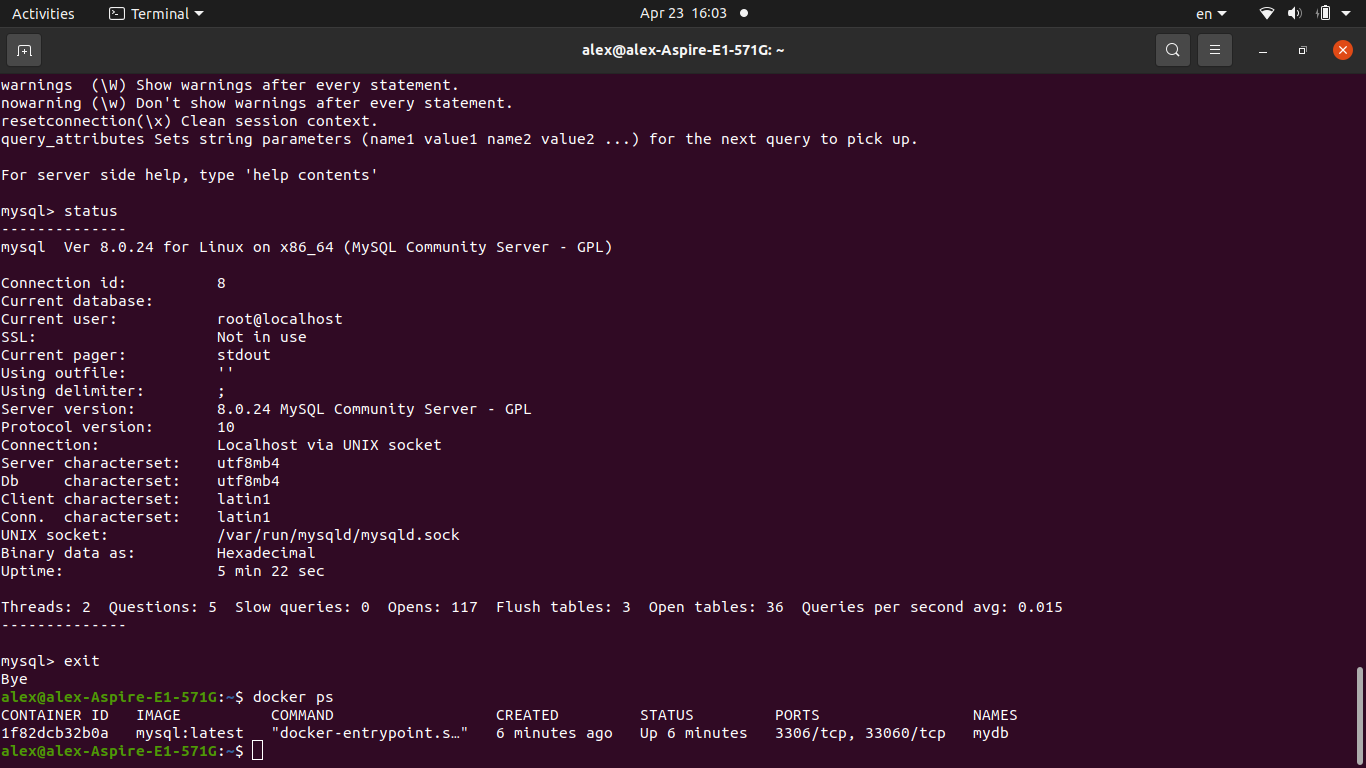 Activities Terminal Apr 23 16:03 en
alex@alex-Aspire-E1-571G: ~
warnings  (\W) Show warnings after every statement.
nowarning (\w) Don't show warnings after every statement.
resetconnection(\x) Clean session context.
query_attributes Sets string parameters (name1 value1 name2 value2 ...) for the next query to pick up.
For server side help, type 'help contents'
mysql> status
--------------
mysql  Ver 8.0.24 for Linux on x86_64 (MySQL Community Server - GPL)
Connection id:          8
Current database:
Current user:           root@localhost
SSL:                    Not in use
Current pager:          stdout
Using outfile:          ''
Using delimiter:        ;
Server version:         8.0.24 MySQL Community Server - GPL
Protocol version:       10
Connection:             Localhost via UNIX socket
Server characterset:    utf8mb4
Db     characterset:    utf8mb4
Client characterset:    latin1
Conn.  characterset:    latin1
UNIX socket:            /var/run/mysqld/mysqld.sock
Binary data as:         Hexadecimal
Uptime:                 5 min 22 sec
Threads: 2  Questions: 5  Slow queries: 0  Opens: 117  Flush tables: 3  Open tables: 36  Queries per second avg: 0.015
--------------
mysql> exit
Bye
alex@alex-Aspire-E1-571G:~$ docker ps
CONTAINER ID   IMAGE          COMMAND                  CREATED         STATUS         PORTS                 NAMES
1f82dcb32b0a   mysql:latest   "docker-entrypoint.s…"   6 minutes ago   Up 6 minutes   3306/tcp, 33060/tcp   mydb
alex@alex-Aspire-E1-571G:~$